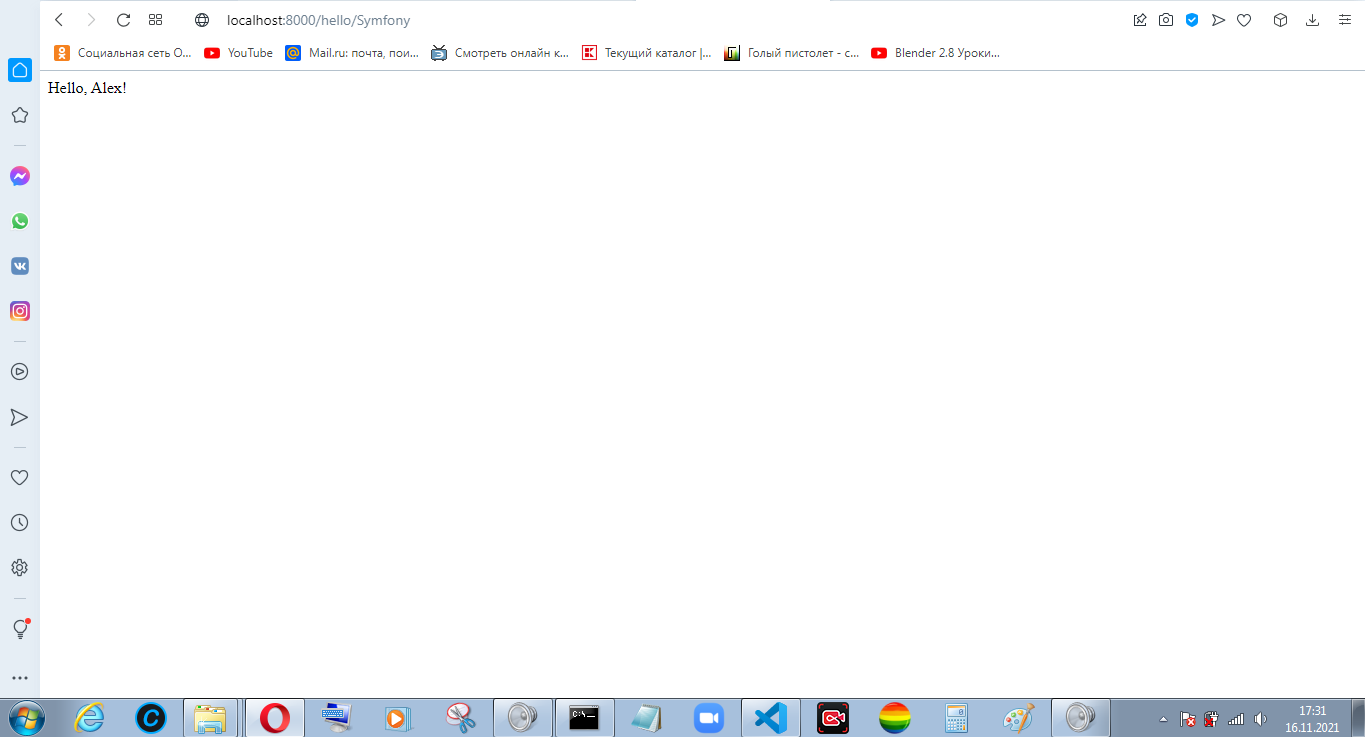 localhost:8000/hello/Symfony
Социальная сеть О... YouTube Mail.ru: почта, пои... Смотреть онлайн к... Текущий каталог |... Голый пистолет - с... Blender 2.8 Уроки...
Hello, Alex!
C:\
17:31
16.11.2021